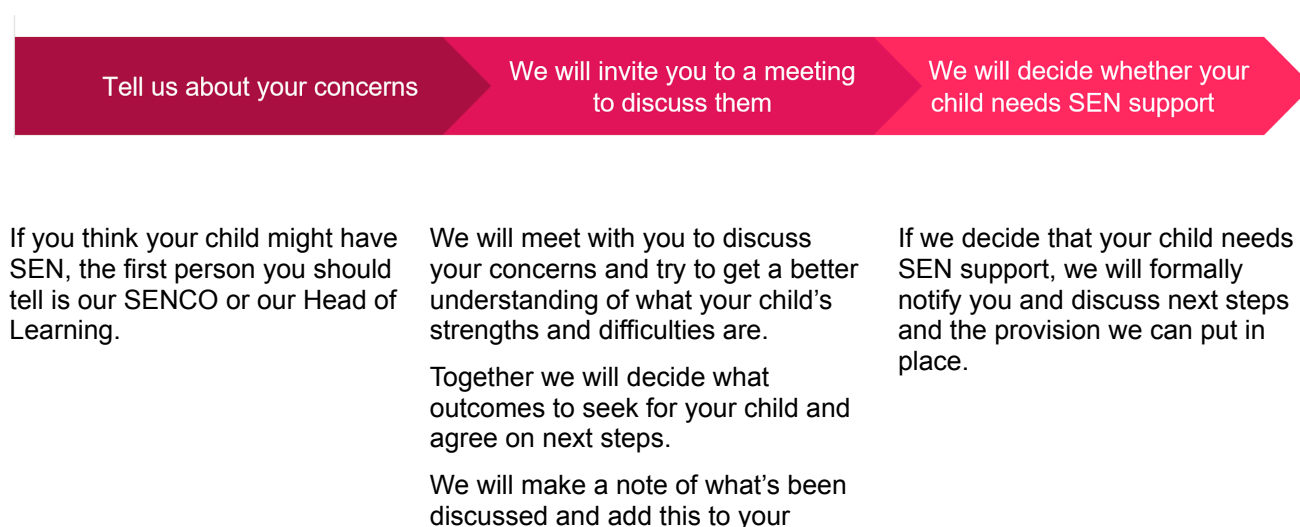 Tell us about your concerns
We will invite you to a meeting
to discuss them
We will decide whether your
child needs SEN support
If you think your child might have
SEN, the first person you should
tell is our SENCO or our Head of
Learning.
We will meet with you to discuss
your concerns and try to get a better
understanding of what your child’s
strengths and difficulties are.
Together we will decide what
outcomes to seek for your child and
agree on next steps.
We will make a note of what’s been
discussed and add this to your
If we decide that your child needs
SEN support, we will formally
notify you and discuss next steps
and the provision we can put in
place.